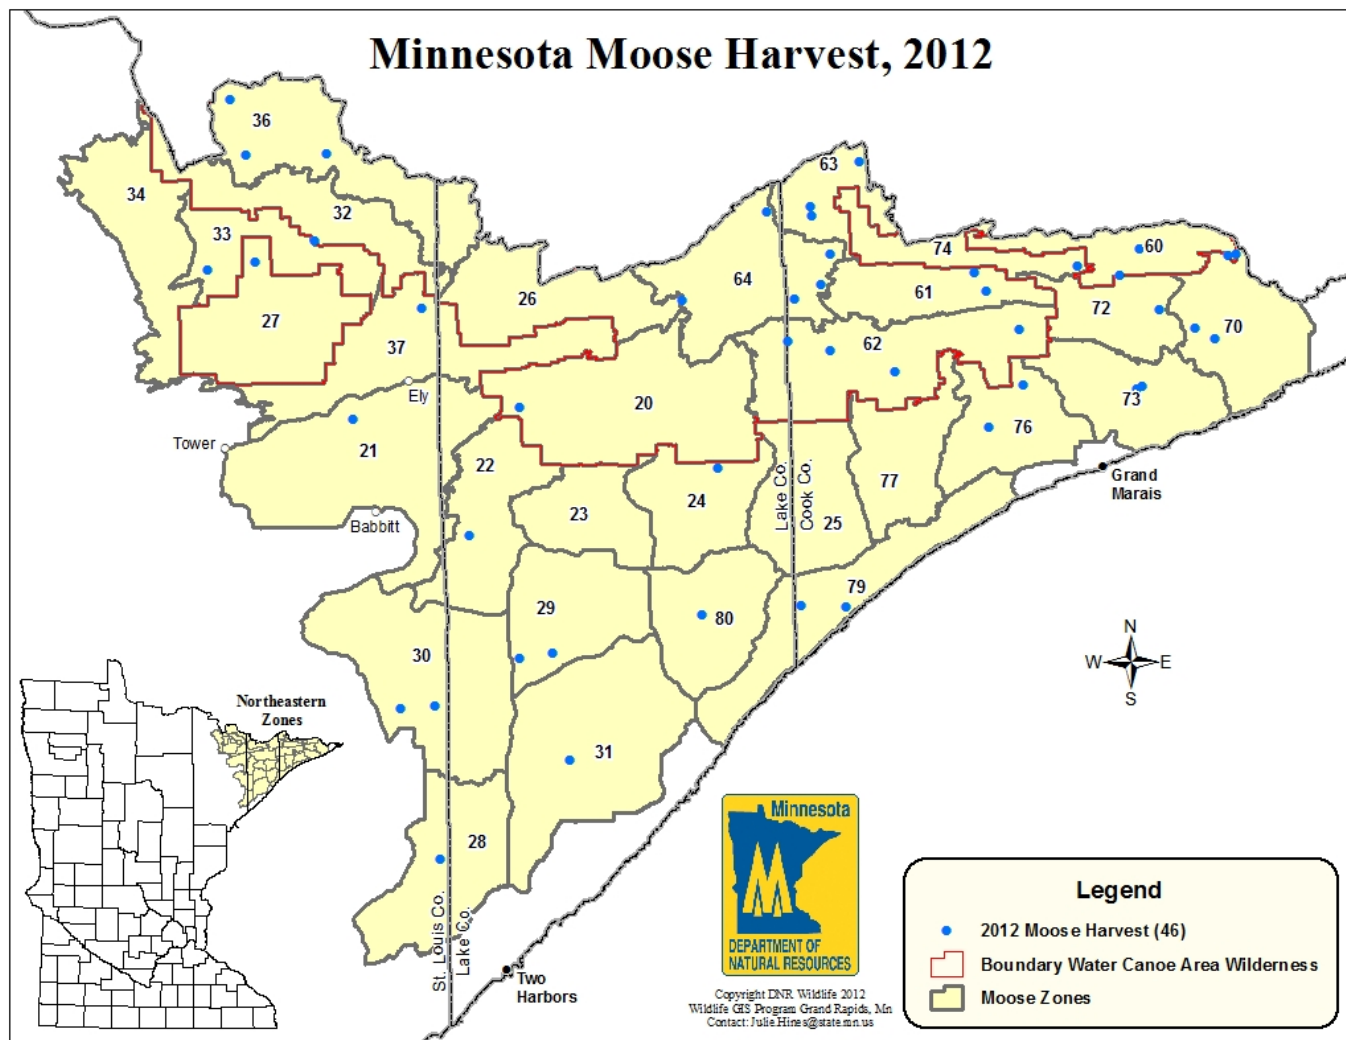 Minnesota Moose Harvest, 2012
36
63
34
32
33
74
60
64
26
61
72
27
70
37
62
Ely
20
73
21
76
Tower
22
Grand
Marais
24
77
23
Lake Co.
Cook Co.
25
Babbitt
29
79
80
N
W E
S
30
Northeastern
Zones
31
28
St. Louis Co.
Lake Co.
Two
Harbors
Minnesota
DEPARTMENT OF
NATURAL RESOURCES
Copyright DNR Wildlife 2012
Wildlife GIS Program Grand Rapids, Mn
Contact: Julie.Hines@state.mn.us
Legend
2012 Moose Harvest (46)
Boundary Water Canoe Area Wilderness
Moose Zones